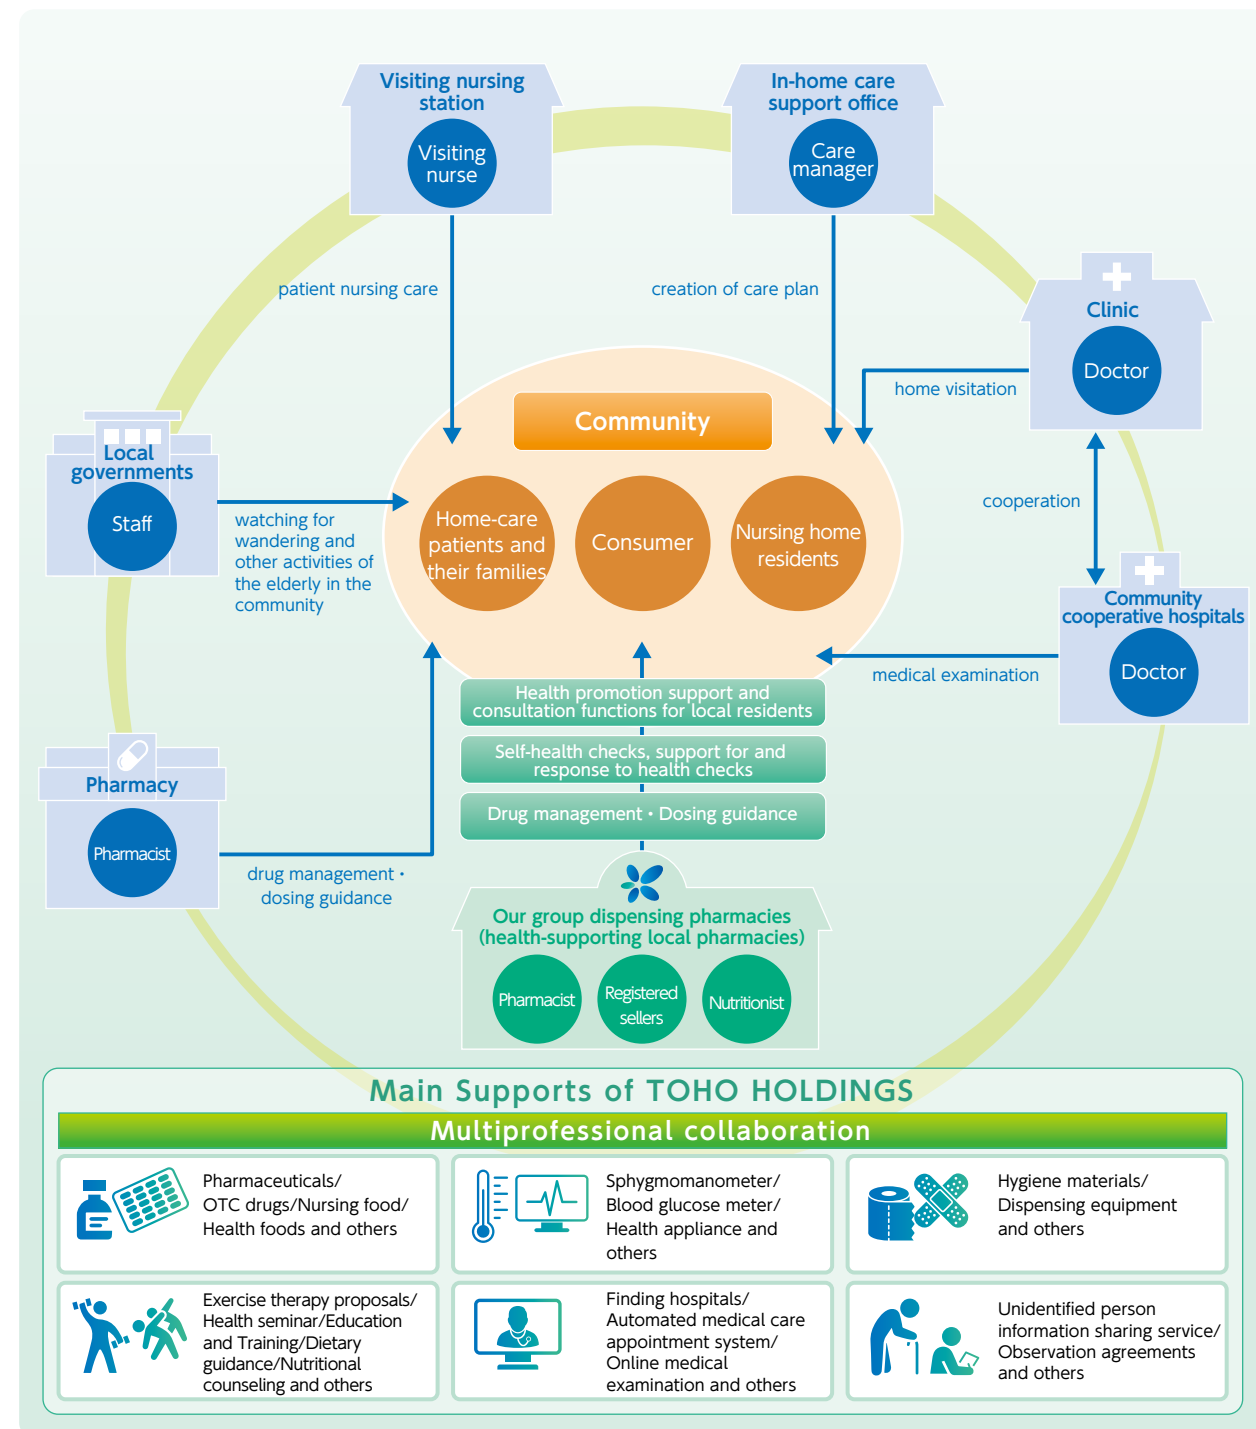 Visiting nursing
station
Visiting
nurse
In-home care
support office
Care
manager
patient nursing care
creation of care plan
Clinic
Doctor
home visitation
Community
Local
governments
Staff
watching for
wandering and
other activities of
the elderly in the
community
Home-care
patients and
their families
Consumer
Nursing home
residents
cooperation
Community
cooperative hospitals
Doctor
medical examination
Health promotion support and
consultation functions for local residents
Self-health checks, support for and
response to health checks
Drug management・Dosing guidance
Pharmacy
Pharmacist
drug management・
dosing guidance
Our group dispensing pharmacies
(health-supporting local pharmacies)
Pharmacist
Registered
sellers
Nutritionist
Main Supports of TOHO HOLDINGS
Multiprofessional collaboration
Pharmaceuticals/
OTC drugs/Nursing food/
Health foods and others
Sphygmomanometer/
Blood glucose meter/
Health appliance and
others
Hygiene materials/
Dispensing equipment
and others
Exercise therapy proposals/
Health seminar/Education
and Training/Dietary
guidance/Nutritional
counseling and others
Finding hospitals/
Automated medical care
appointment system/
Online medical
examination and others
Unidentified person
information sharing service/
Observation agreements
and others